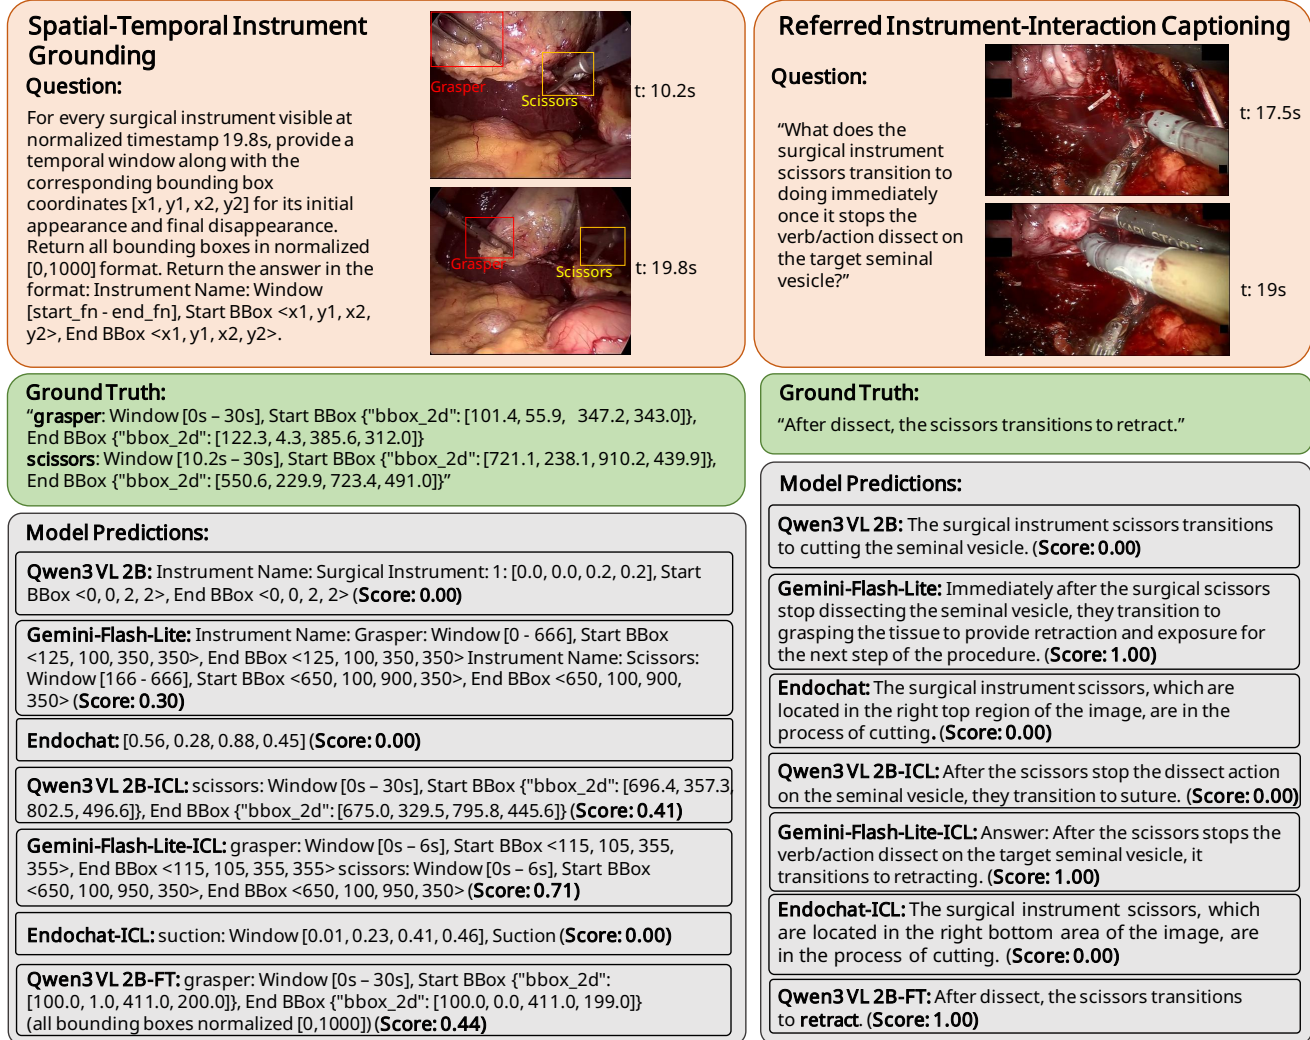 Spatial-Temporal Instrument
Grounding
Question:
For every surgical instrument visible at
normalized timestamp 19.8s, provide a
temporal window along with the
corresponding bounding box
coordinates [x1, y1, x2, y2] for its initial
appearance and final disappearance.
Return all bounding boxes in normalized
[0,1000] format. Return the answer in the
format: Instrument Name: Window
[start_fn - end_fn], Start BBox <x1, y1, x2,
y2>, End BBox <x1, y1, x2, y2>.
Grasper
Scissors
t: 10.2s
Grasper
Scissors
t: 19.8s
Ground Truth:
“grasper: Window [0s – 30s], Start BBox {"bbox_2d": [101.4, 55.9, 347.2, 343.0]},
End BBox {"bbox_2d": [122.3, 4.3, 385.6, 312.0]}
scissors: Window [10.2s – 30s], Start BBox {"bbox_2d": [721.1, 238.1, 910.2, 439.9]},
End BBox {"bbox_2d": [550.6, 229.9, 723.4, 491.0]}”
Model Predictions:
Qwen3 VL 2B: Instrument Name: Surgical Instrument: 1: [0.0, 0.0, 0.2, 0.2], Start
BBox <0, 0, 2, 2>, End BBox <0, 0, 2, 2> (Score: 0.00)
Gemini-Flash-Lite: Instrument Name: Grasper: Window [0 - 666], Start BBox
<125, 100, 350, 350>, End BBox <125, 100, 350, 350> Instrument Name: Scissors:
Window [166 - 666], Start BBox <650, 100, 900, 350>, End BBox <650, 100, 900,
350> (Score: 0.30)
Endochat: [0.56, 0.28, 0.88, 0.45] (Score: 0.00)
Qwen3 VL 2B-ICL: scissors: Window [0s – 30s], Start BBox {"bbox_2d": [696.4, 357.3,
802.5, 496.6]}, End BBox {"bbox_2d": [675.0, 329.5, 795.8, 445.6]} (Score: 0.41)
Gemini-Flash-Lite-ICL: grasper: Window [0s – 6s], Start BBox <115, 105, 355,
355>, End BBox <115, 105, 355, 355> scissors: Window [0s – 6s], Start BBox
<650, 100, 950, 350>, End BBox <650, 100, 950, 350> (Score: 0.71)
Endochat-ICL: suction: Window [0.01, 0.23, 0.41, 0.46], Suction (Score: 0.00)
Qwen3 VL 2B-FT: grasper: Window [0s – 30s], Start BBox {"bbox_2d":
[100.0, 1.0, 411.0, 200.0]}, End BBox {"bbox_2d": [100.0, 0.0, 411.0, 199.0]}
(all bounding boxes normalized [0,1000]) (Score: 0.44)
Referred Instrument-Interaction Captioning
Question:
“What does the
surgical instrument
scissors transition to
doing immediately
once it stops the
verb/action dissect on
the target seminal
vesicle?”
t: 17.5s
KARL STORZ
t: 19s
Ground Truth:
“After dissect, the scissors transitions to retract.”
Model Predictions:
Qwen3 VL 2B: The surgical instrument scissors transitions
to cutting the seminal vesicle. (Score: 0.00)
Gemini-Flash-Lite: Immediately after the surgical scissors
stop dissecting the seminal vesicle, they transition to
grasping the tissue to provide retraction and exposure for
the next step of the procedure. (Score: 1.00)
Endochat: The surgical instrument scissors, which are
located in the right top region of the image, are in the
process of cutting. (Score: 0.00)
Qwen3 VL 2B-ICL: After the scissors stop the dissect action
on the seminal vesicle, they transition to suture. (Score: 0.00)
Gemini-Flash-Lite-ICL: Answer: After the scissors stops the
verb/action dissect on the target seminal vesicle, it
transitions to retracting. (Score: 1.00)
Endochat-ICL: The surgical instrument scissors, which
are located in the right bottom area of the image, are
in the process of cutting. (Score: 0.00)
Qwen3 VL 2B-FT: After dissect, the scissors transitions
to retract. (Score: 1.00)